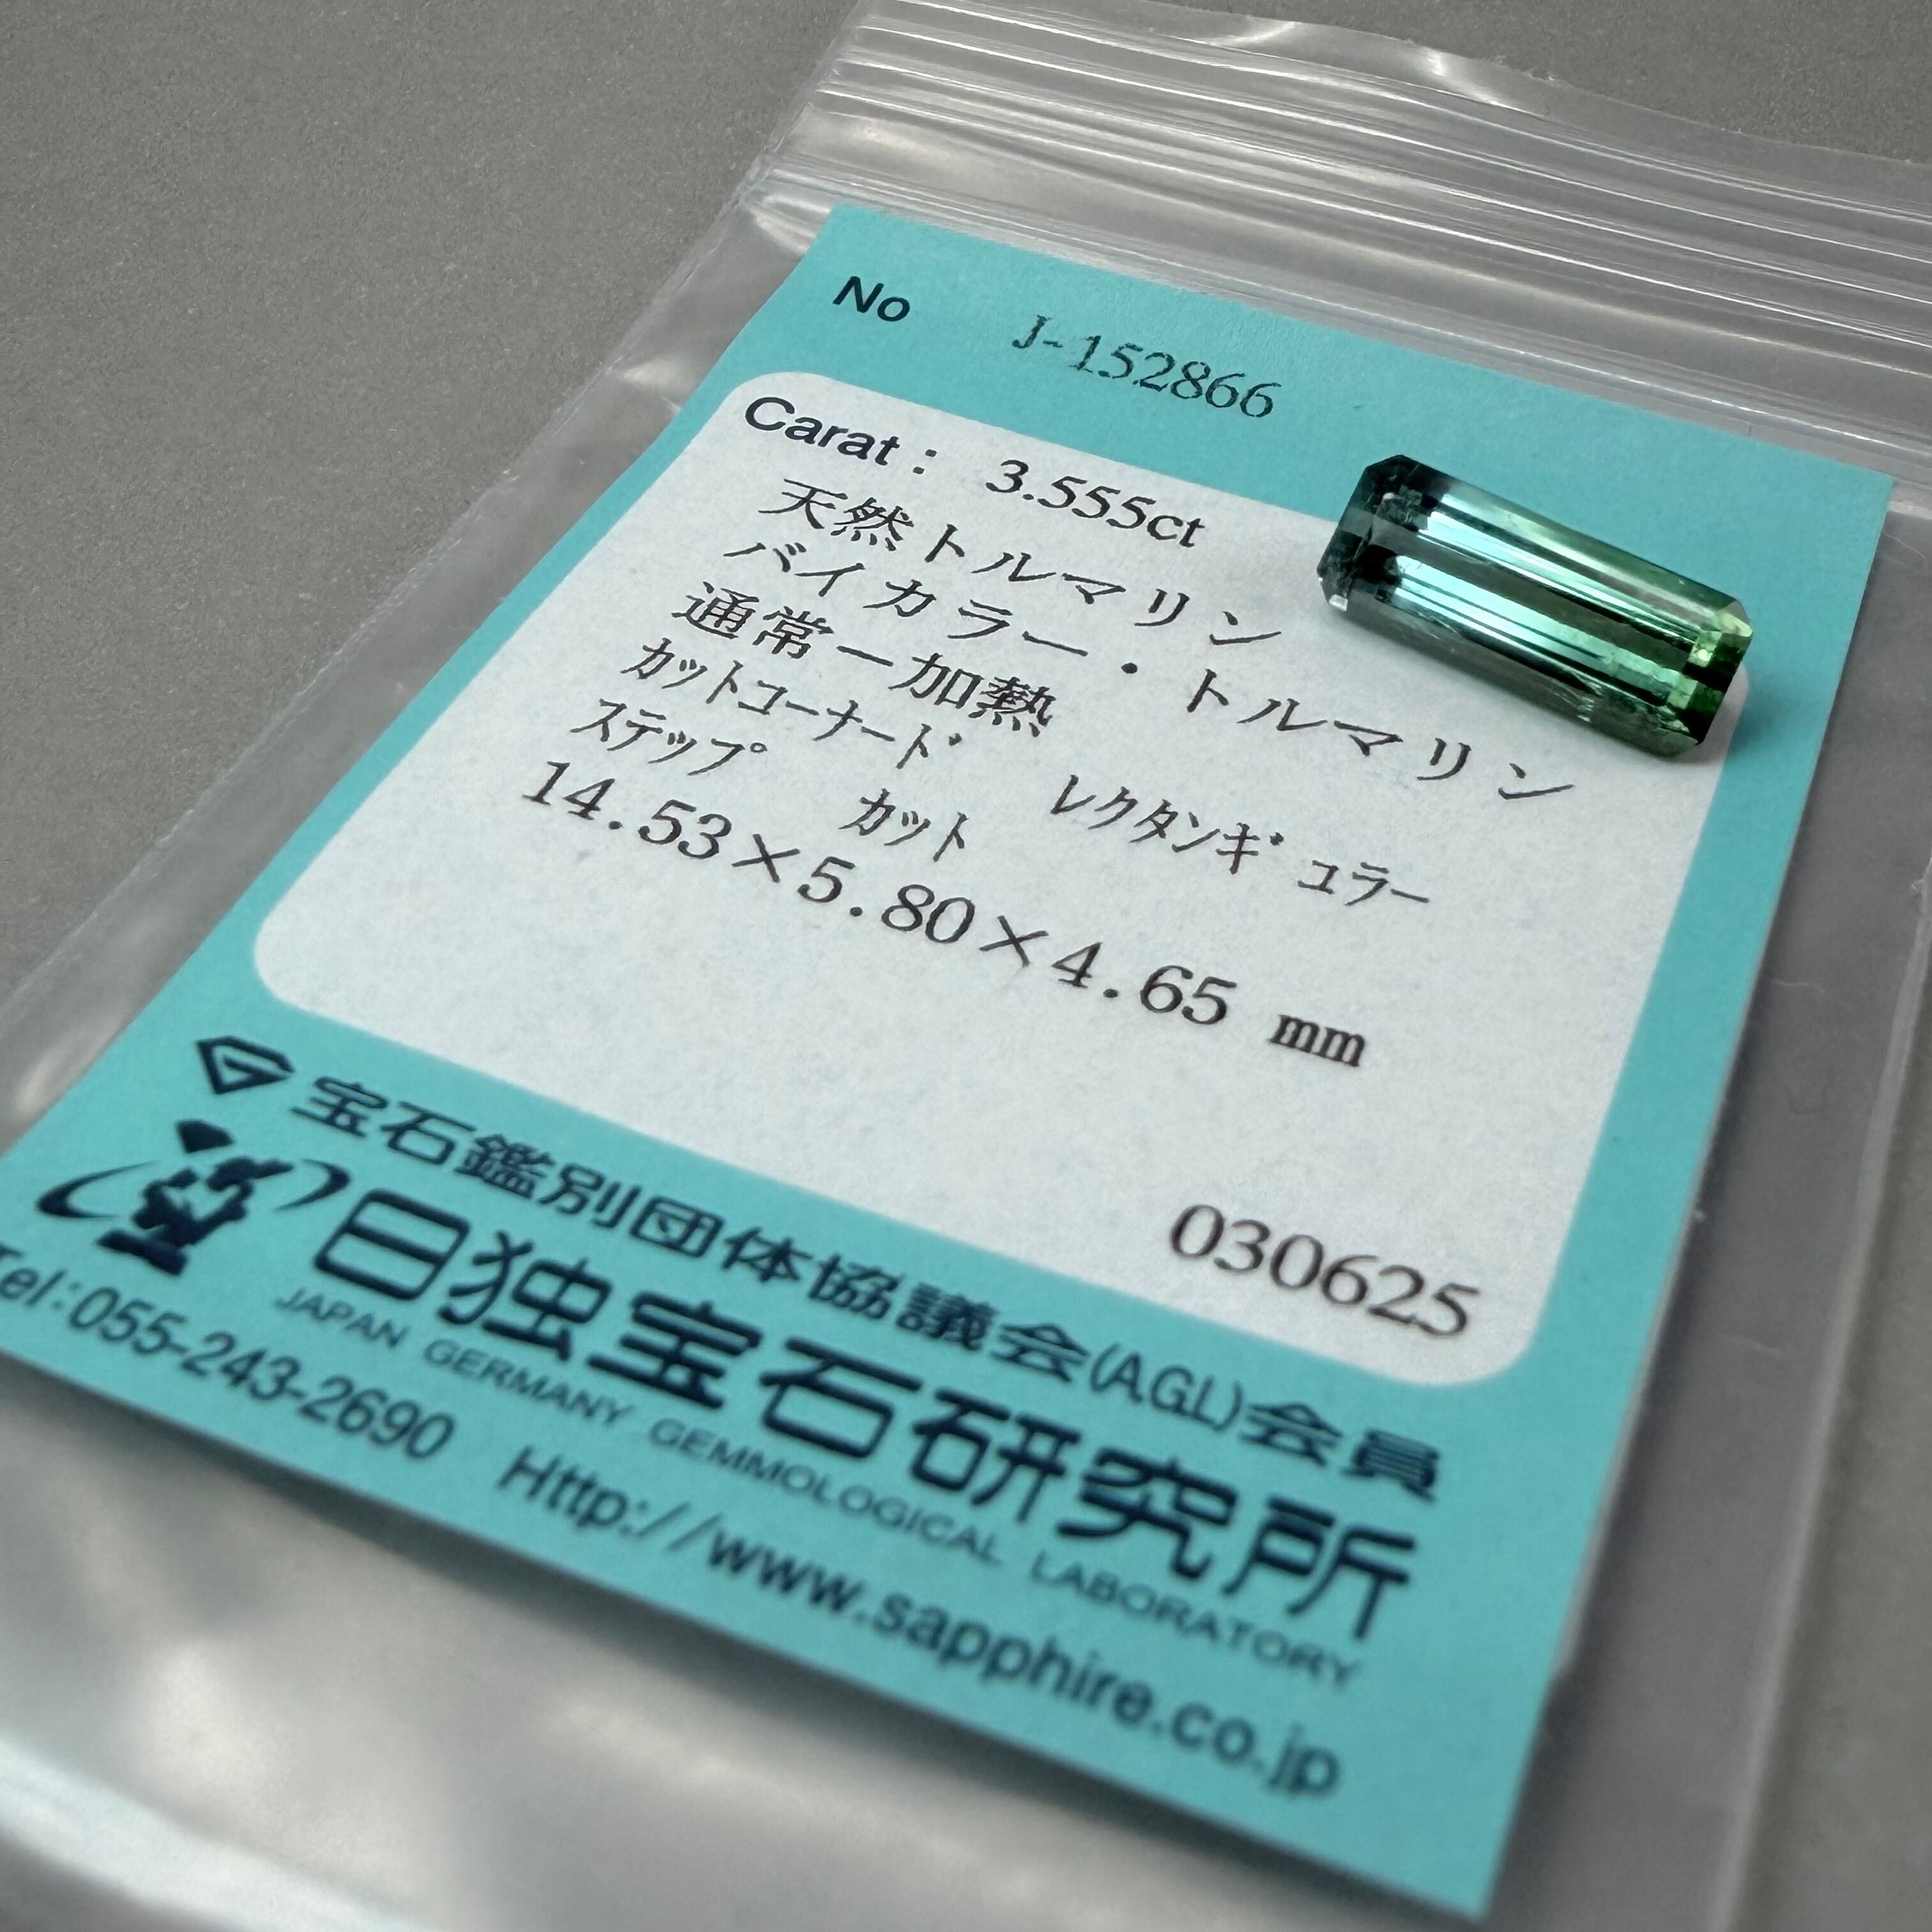 No J-152866
Carat: 3.555ct
天然トルマリン
バイカラー・トルマリン
通常－加熱
ｶｯﾄｺｰﾅｰﾄﾞ ﾚｸﾀﾝｷﾞｭﾗｰ
ｽﾃｯﾌﾟ ｶｯﾄ
14.53×5.80×4.65 mm
030625
宝石鑑別団体協議会(AGL)会員
日独宝石研究所
JAPAN GERMANY GEMMOLOGICAL LABORATORY
Tel:055-243-2690 Http://www.sapphire.co.jp